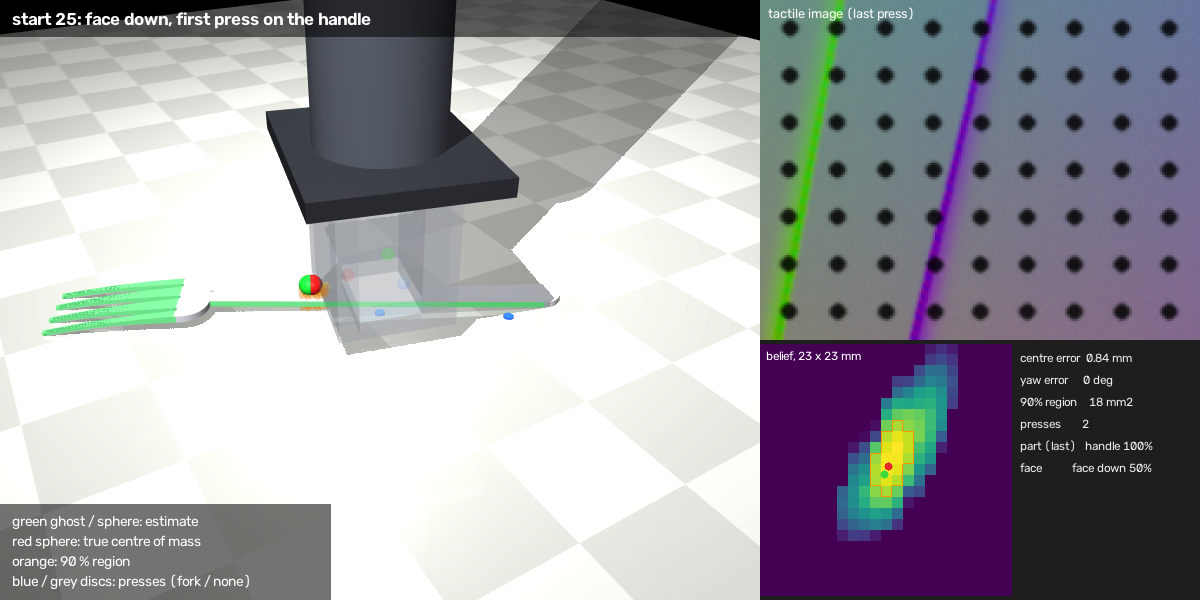 start 25: face down, first press on the handle
tactile image (last press)
belief, 23 x 23 mm
centre error 0.84 mm
yaw error 0 deg
90% region 18 mm2
presses 2
part (last) handle 100%
face face down 50%
green ghost / sphere: estimate
red sphere: true centre of mass
orange: 90 % region
blue / grey discs: presses (fork / none)